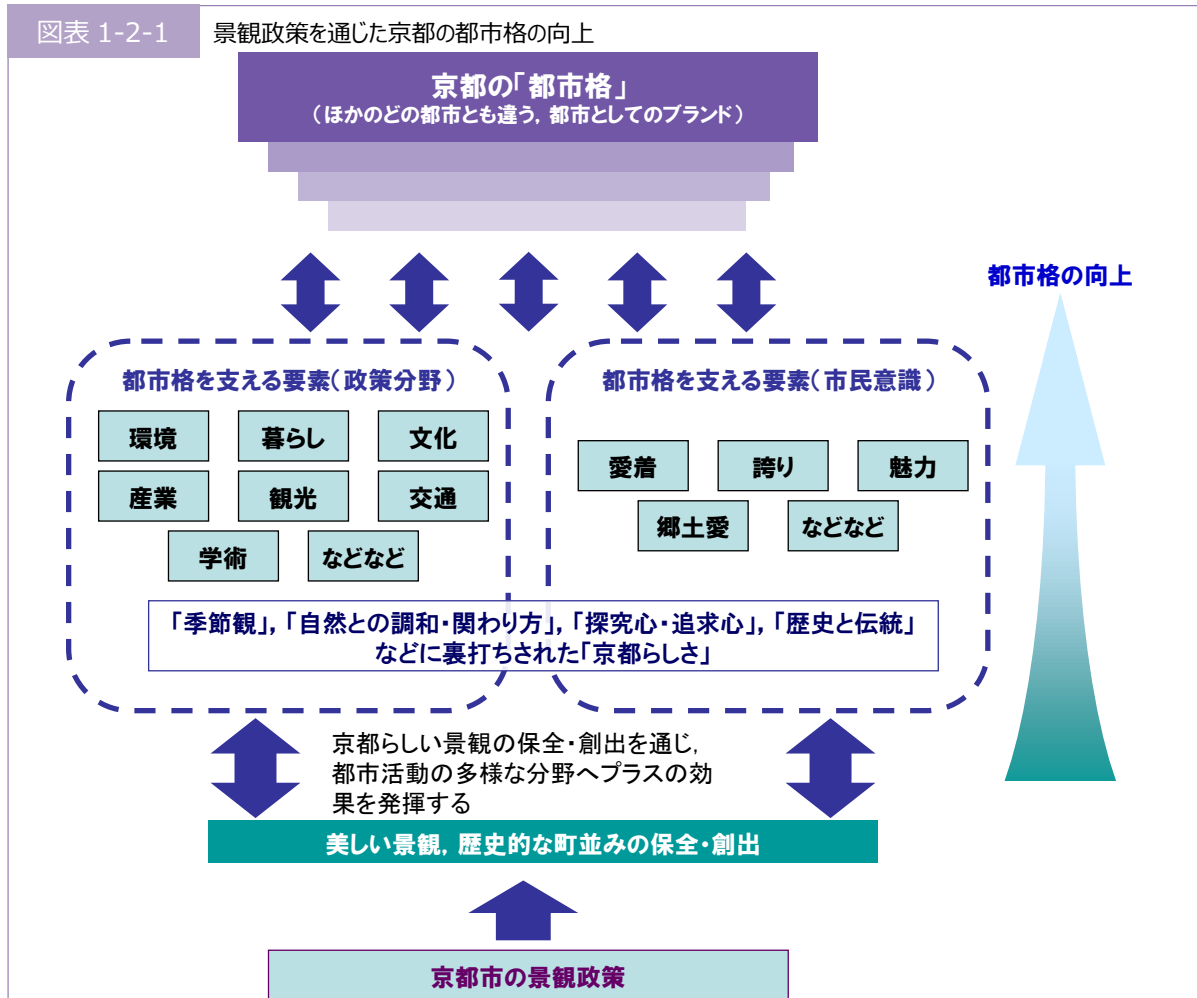 図表 1-2-1
景観政策を通じた京都の都市格の向上
京都の「都市格」
（ほかのどの都市とも違う，都市としてのブランド）
都市格の向上
都市格を支える要素（政策分野）
環境
暮らし
文化
産業
観光
交通
学術
などなど
都市格を支える要素（市民意識）
愛着
誇り
魅力
郷土愛
などなど
「季節観」，「自然との調和・関わり方」，「探究心・追求心」，「歴史と伝統」
などに裏打ちされた「京都らしさ」
京都らしい景観の保全・創出を通じ，
都市活動の多様な分野へプラスの効
果を発揮する
美しい景観，歴史的な町並みの保全・創出
京都市の景観政策